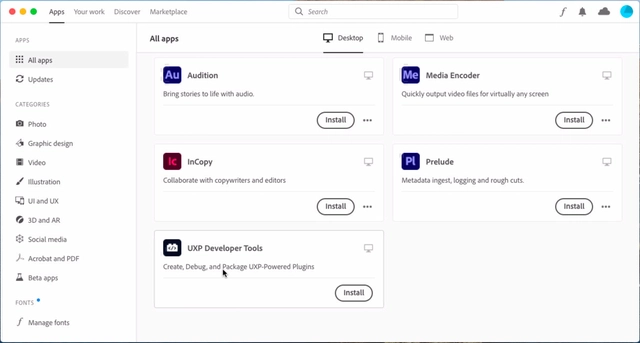 Apps Your work Discover Marketplace Search
APPS
All apps
Updates
CATEGORIES
Photo
Graphic design
Video
Illustration
UI and UX
3D and AR
Social media
Acrobat and PDF
Beta apps
FONTS
Manage fonts
All apps Desktop Mobile Web
Au Audition
Bring stories to life with audio.
Install
Me Media Encoder
Quickly output video files for virtually any screen
Install
Ic InCopy
Collaborate with copywriters and editors
Install
Pl Prelude
Metadata ingest, logging and rough cuts.
Install
UXP Developer Tools
Create, Debug, and Package UXP-Powered Plugins
Install